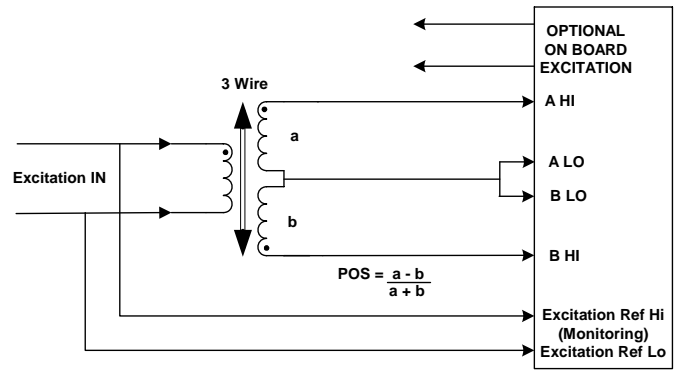 OPTIONAL
ON BOARD
EXCITATION
3 Wire
A HI
a
A LO
Excitation IN
B LO
b
B HI
POS = a - b
a + b
Excitation Ref Hi
(Monitoring)
Excitation Ref Lo